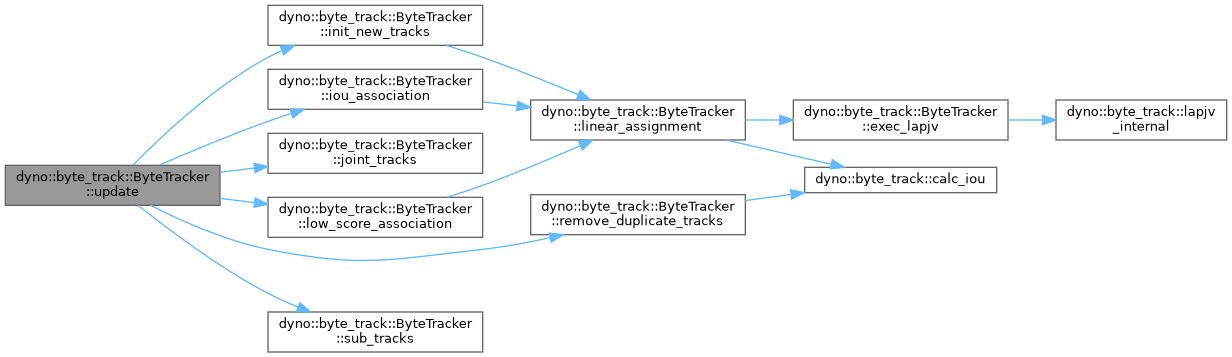 dyno::byte_track::ByteTracker
::update
dyno::byte_track::ByteTracker
::init_new_tracks
dyno::byte_track::ByteTracker
::iou_association
dyno::byte_track::ByteTracker
::joint_tracks
dyno::byte_track::ByteTracker
::low_score_association
dyno::byte_track::ByteTracker
::sub_tracks
dyno::byte_track::ByteTracker
::linear_assignment
dyno::byte_track::ByteTracker
::remove_duplicate_tracks
dyno::byte_track::ByteTracker
::exec_lapjv
dyno::byte_track::calc_iou
dyno::byte_track::lapjv
_internal